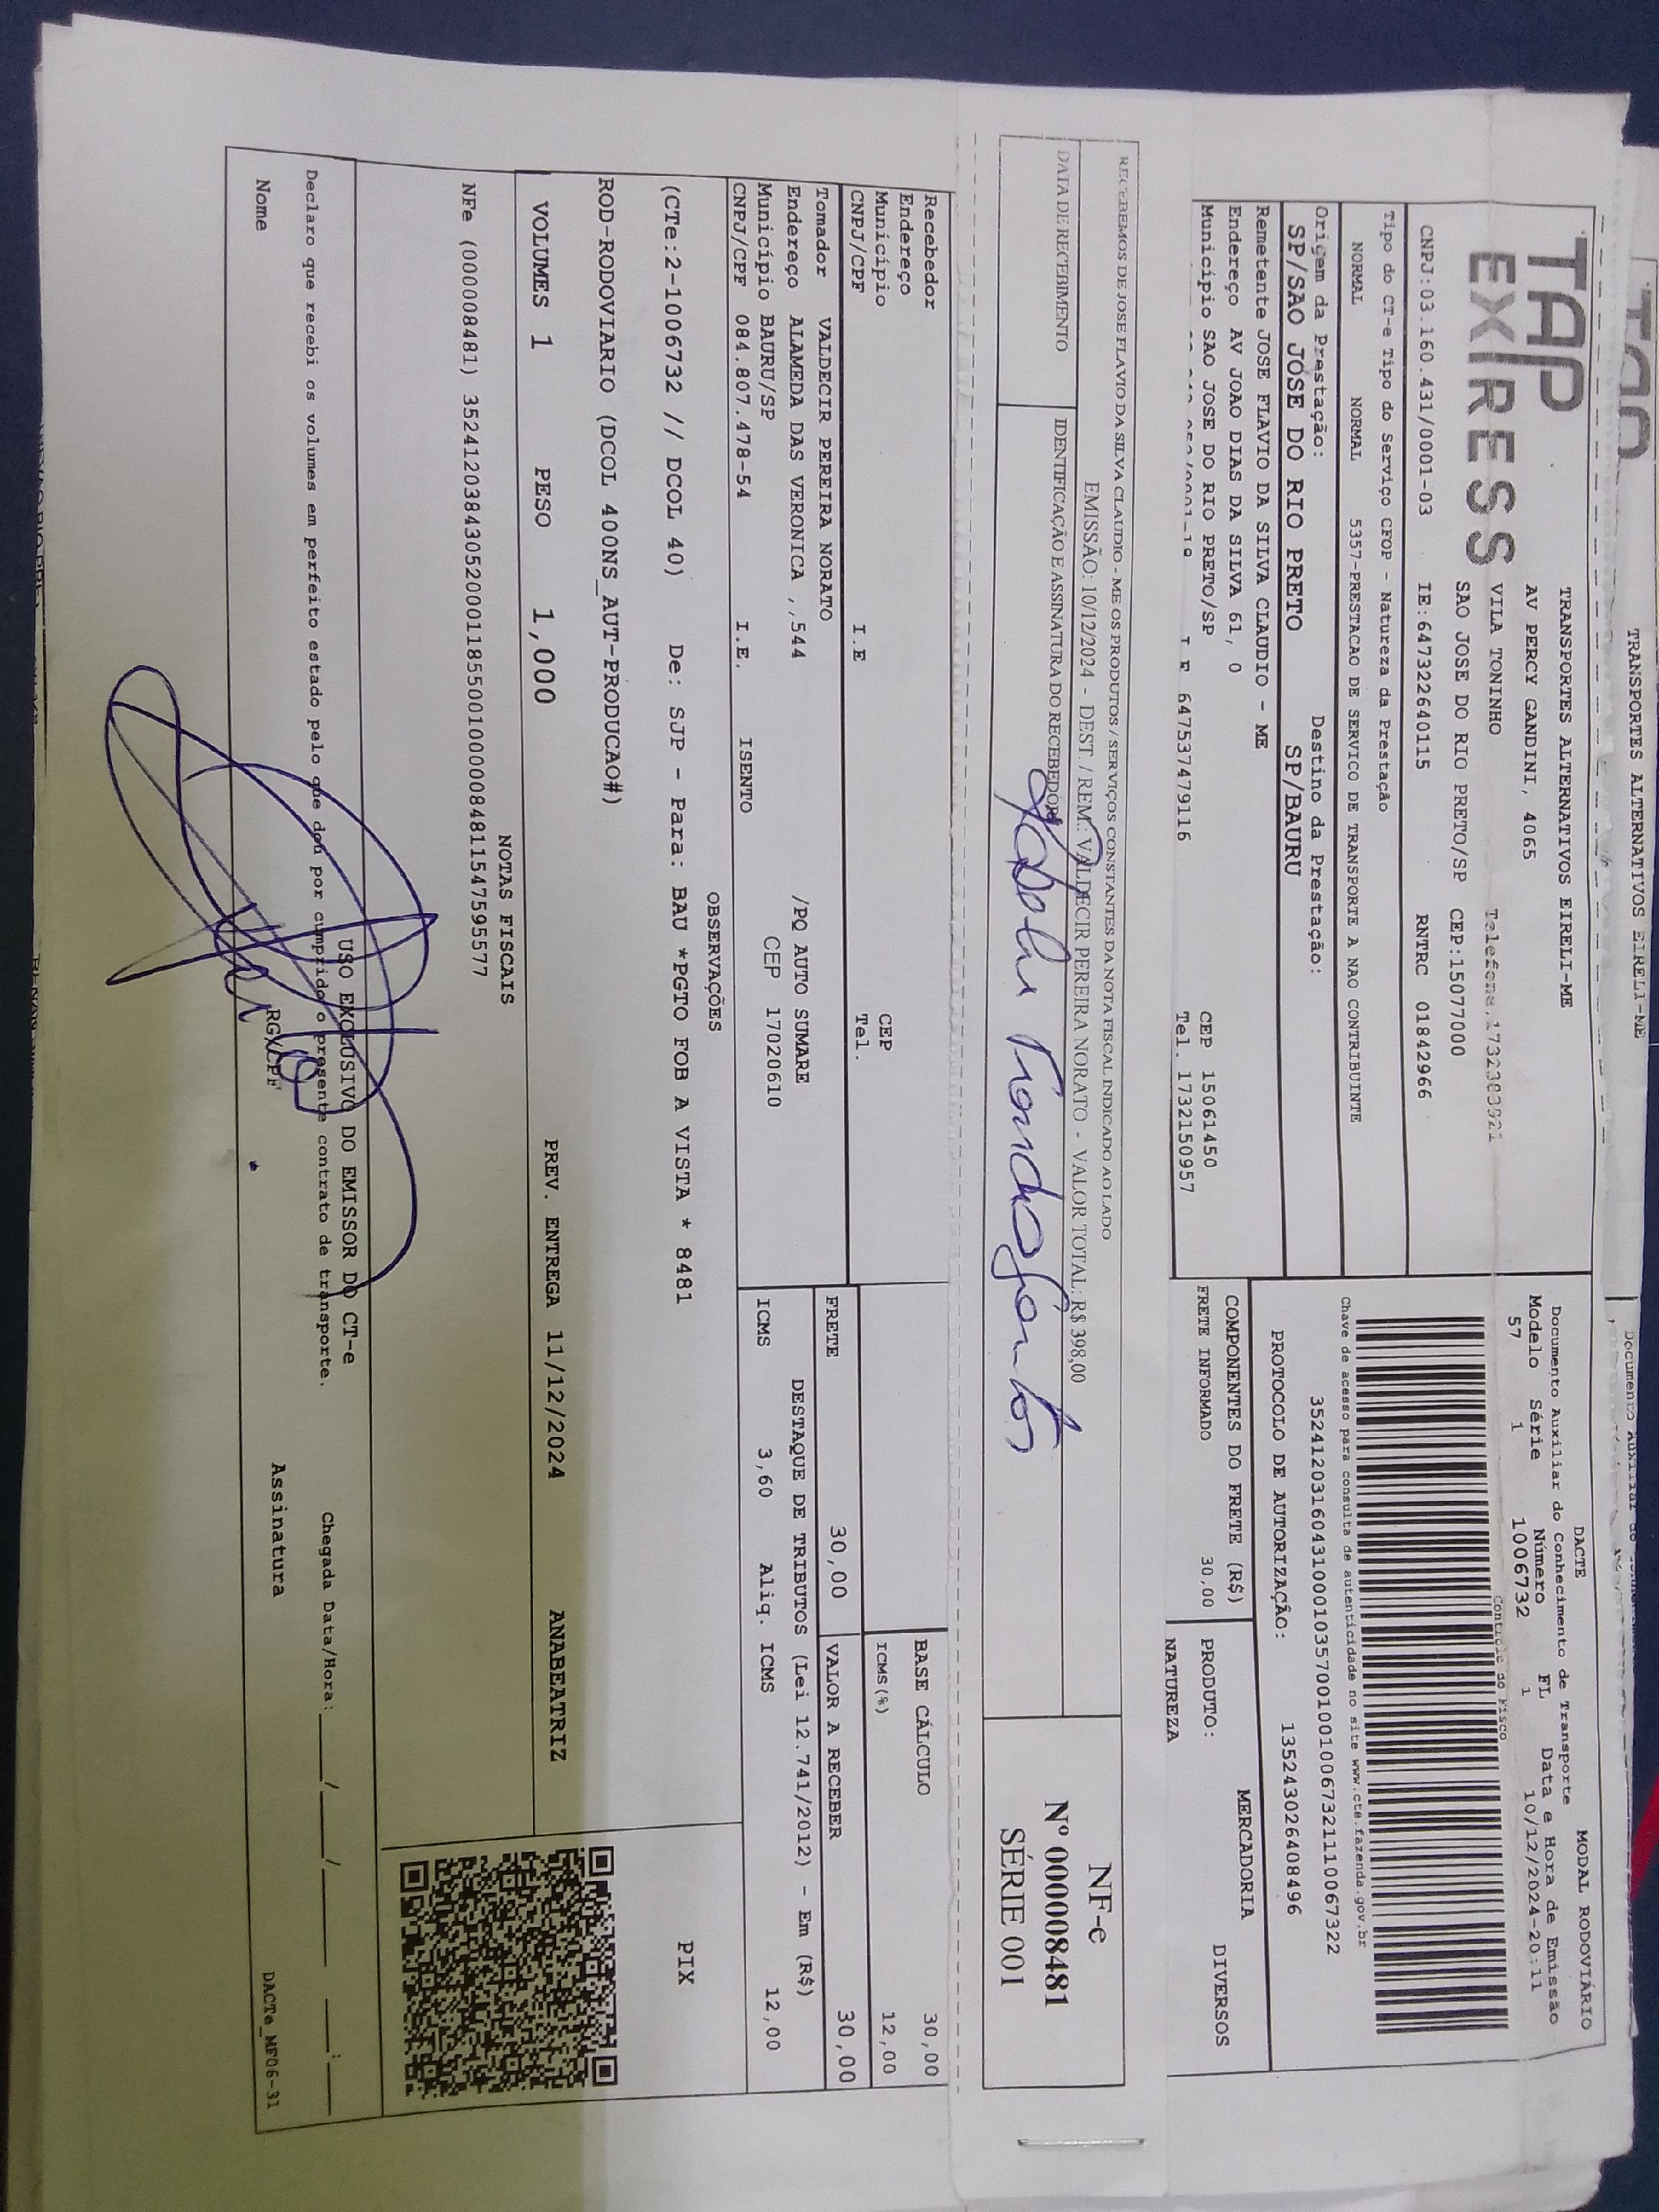 TRANSPORTES ALTERNATIVOS EIRELI-ME
TAP EXPRESS
TRANSPORTES ALTERNATIVOS EIRELI-ME
AV PERCY GANDINI, 4065
VILA TONINHO Telefone.1732383921
SAO JOSE DO RIO PRETO/SP CEP:15077000
CNPJ:03.160.431/0001-03 IE:647322640115 RNTRC 01842966
Tipo do CT-e Tipo do Serviço CFOP - Natureza da Prestação
NORMAL NORMAL 5357-PRESTACAO DE SERVICO DE TRANSPORTE A NAO CONTRIBUINTE
Origem da Prestação: Destino da Prestação:
SP/SAO JOSE DO RIO PRETO SP/BAURU
Remetente JOSE FLAVIO DA SILVA CLAUDIO - ME
Endereço AV JOAO DIAS DA SILVA 61, 0
Município SAO JOSE DO RIO PRETO/SP CEP 15061450
647537479116 Tel. 1732150957
DACTE MODAL RODOVIÁRIO
Documento Auxiliar do Conhecimento de Transporte
Modelo Série Número FL Data e Hora de Emissão
57 1 1006732 1 10/12/2024-20:11
Controle do Fisco
Chave de acesso para consulta de autenticidade no site www.cte.fazenda.gov.br
35241203160431000103570010010067321110067322
PROTOCOLO DE AUTORIZAÇÃO: 135243026408496
COMPONENTES DO FRETE (R$) MERCADORIA
FRETE INFORMADO 30,00 PRODUTO: DIVERSOS
NATUREZA
RECEBEMOS DE JOSE FLAVIO DA SILVA CLAUDIO - ME OS PRODUTOS / SERVIÇOS CONSTANTES DA NOTA FISCAL INDICADO AO LADO
EMISSÃO: 10/12/2024 - DEST. / REM.: VALDECIR PEREIRA NORATO - VALOR TOTAL: R$ 398,00
DATA DE RECEBIMENTO IDENTIFICAÇÃO E ASSINATURA DO RECEBEDOR
NF-e
Nº 000008481
SÉRIE 001
Recebedor
Endereço
Município CEP
CNPJ/CPF I.E Tel.
BASE CÁLCULO 30,00
ICMS(%) 12,00
Tomador VALDECIR PEREIRA NORATO
Endereço ALAMEDA DAS VERONICA ,,544 /PQ AUTO SUMARE
Município BAURU/SP CEP 17020610
CNPJ/CPF 084.807.478-54 I.E. ISENTO
FRETE 30,00 VALOR A RECEBER 30,00
DESTAQUE DE TRIBUTOS (Lei 12.741/2012) - Em (R$)
ICMS 3,60 Aliq. ICMS 12,00
OBSERVAÇÕES
(CTe:2-1006732 // DCOL 40) De: SJP - Para: BAU *PGTO FOB A VISTA * 8481
ROD-RODOVIARIO (DCOL 400NS_AUT-PRODUCAO#)
PIX
VOLUMES 1 PESO 1,000 PREV. ENTREGA 11/12/2024 ANABEATRIZ
NOTAS FISCAIS
NFe (000008481) 35241203843052000118550010000084811547595577
USO EXCLUSIVO DO EMISSOR DO CT-e
Declaro que recebi os volumes em perfeito estado pelo que dou por cumprido o presente contrato de transporte. Chegada Data/Hora: ___/___/___ ___:___
Nome RG/CPF Assinatura
DACTe_MF06-31